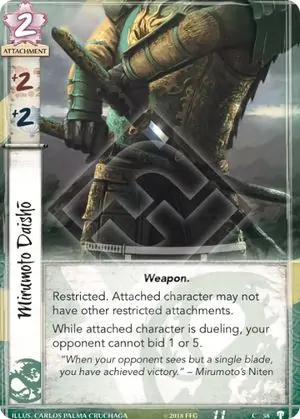 2
ATTACHMENT
+2
+2
Mirumoto Daishō
Weapon.
Restricted. Attached character may not
have other restricted attachments.
While attached character is dueling, your
opponent cannot bid 1 or 5.
"When your opponent sees but a single blade,
you have achieved victory." – Mirumoto's Niten
ILLUS. CARLOS PALMA CRUCHAGA © 2018 FFG